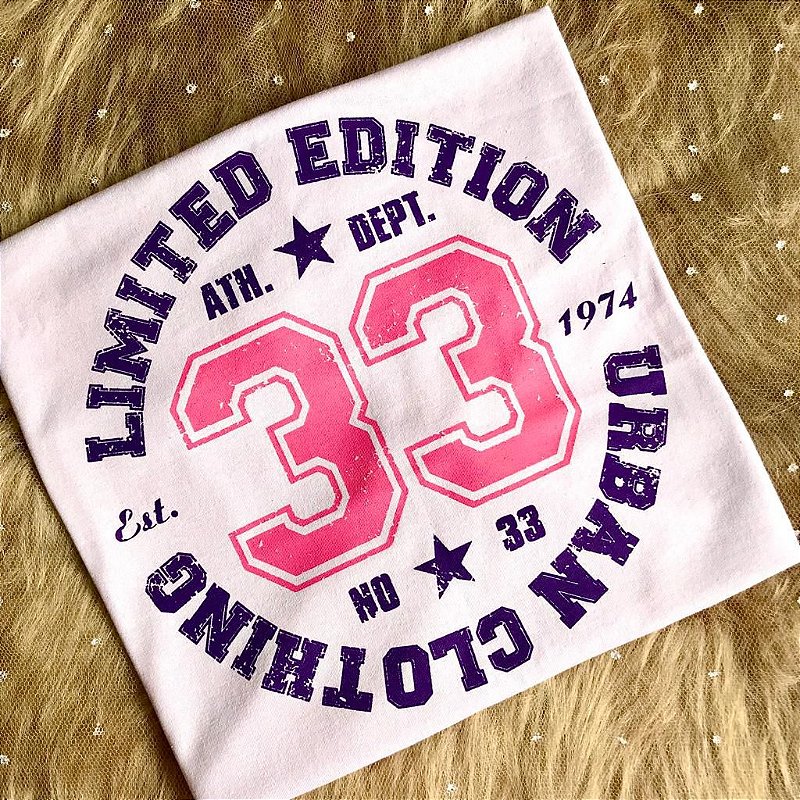 LIMITED EDITION
ATH. DEPT.
33
Est. 1974
NO 33
URBAN CLOTHING